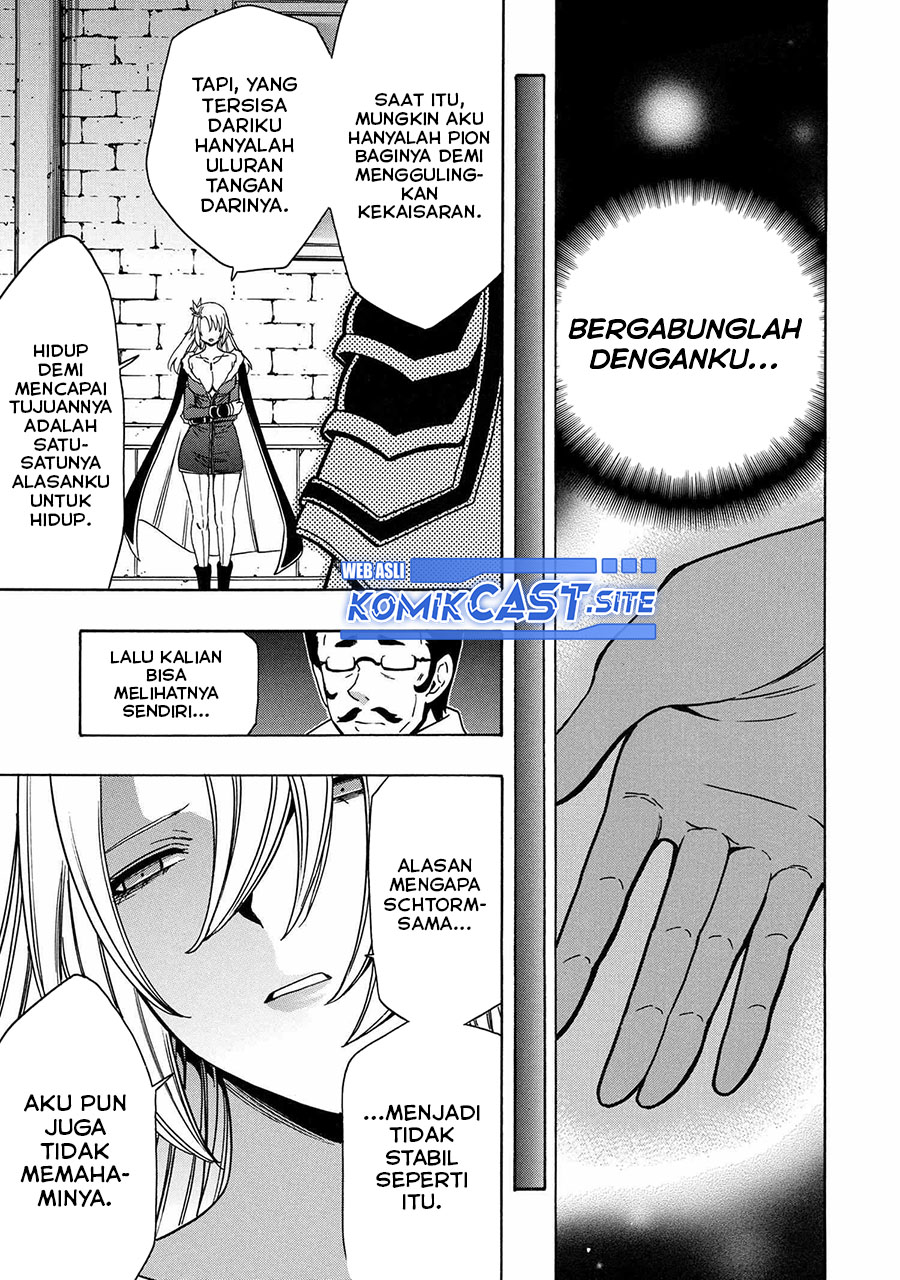 BERGABUNGLAH
DENGANKU...
SAAT ITU,
MUNGKIN AKU
HANYALAH PION
BAGINYA DEMI
MENGGULING-
KAN
KEKAISARAN.
TAPI, YANG
TERSISA
DARIKU
HANYALAH
ULURAN
TANGAN
DARINYA.
HIDUP
DEMI
MENCAPAI
TUJUANNYA
ADALAH
SATU-
SATUNYA
ALASANKU
UNTUK
HIDUP.
WEB ASLI
KOMIKCAST.SITE
LALU KALIAN
BISA
MELIHATNYA
SENDIRI...
ALASAN
MENGAPA
SCHTORM-
SAMA...
...MENJADI
TIDAK
STABIL
SEPERTI
ITU.
AKU PUN
JUGA
TIDAK
MEMAHA-
MINYA.